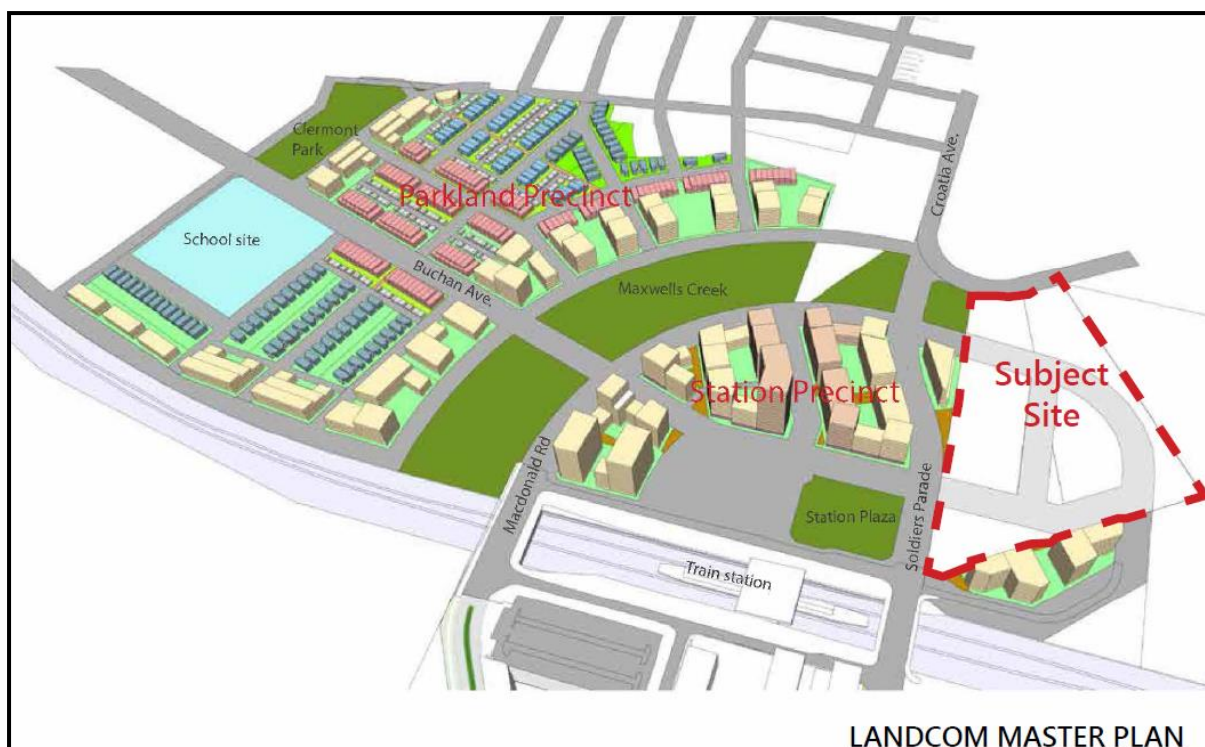 Clermont
Park
Croatia Ave.
Parkland Precinct
School site
Buchan Ave.
Maxwells Creek
Subject
Site
Station Precinct
Macdonald Rd
Soldiers Parade
Station Plaza
Train station
LANDCOM MASTER PLAN